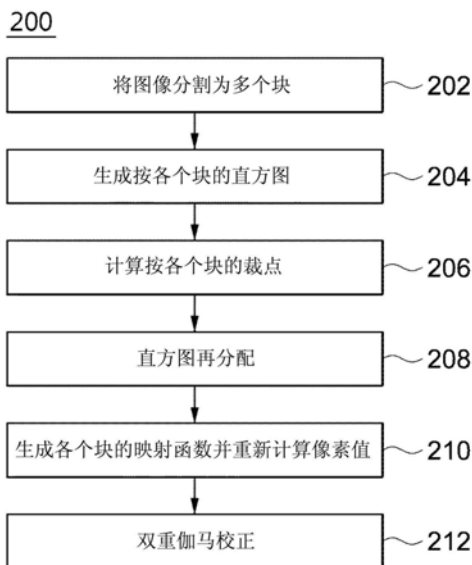 200
将图像分割为多个块 202
生成按各个块的直方图 204
计算按各个块的裁点 206
直方图再分配 208
生成各个块的映射函数并重新计算像素值 210
双重伽马校正 212